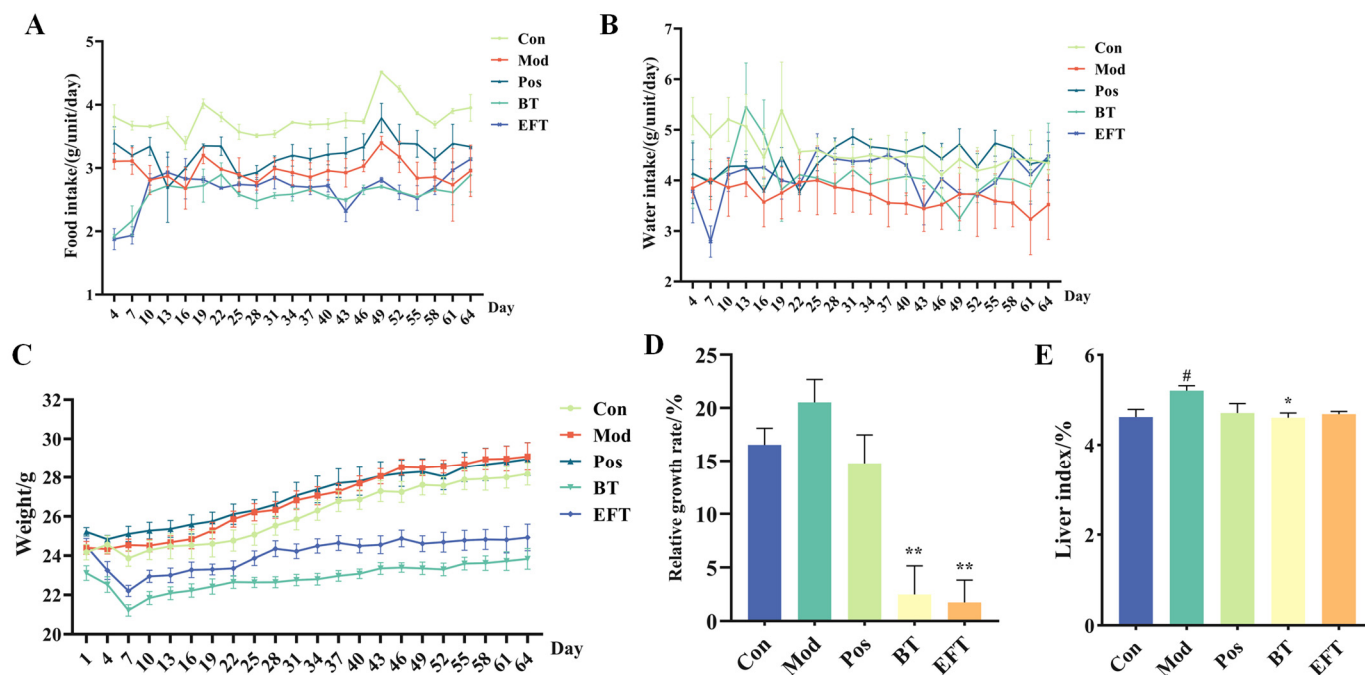 A
Food intake/(g/unit/day)
5
4
3
2
1
4 7 10 13 16 19 22 25 28 31 34 37 40 43 46 49 52 55 58 61 64
Day
Con
Mod
Pos
BT
EFT
B
Water intake/(g/unit/day)
7
6
5
4
3
2
4 7 10 13 16 19 22 25 28 31 34 37 40 43 46 49 52 55 58 61 64
Day
Con
Mod
Pos
BT
EFT
C
Weight/g
32
30
28
26
24
22
20
1 4 7 10 13 16 19 22 25 28 31 34 37 40 43 46 49 52 55 58 61 64
Day
Con
Mod
Pos
BT
EFT
D
Relative growth rate/%
25
20
15
10
5
0
** **
Con Mod Pos BT EFT
E
Liver index/%
6
4
2
0
# *
Con Mod Pos BT EFT